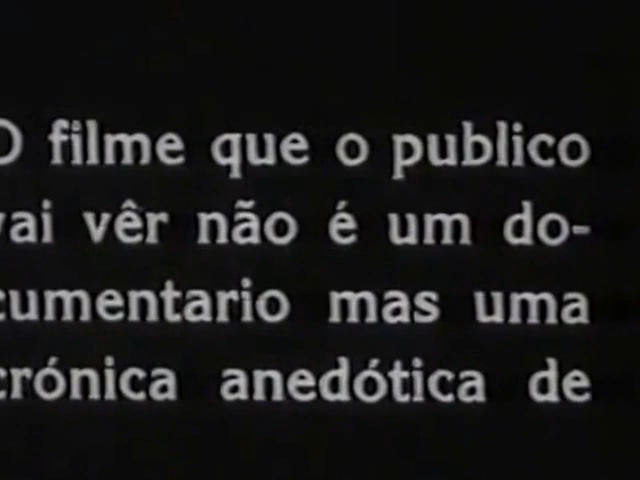 O filme que o publico
vai vêr não é um do-
cumentario mas uma
crónica anedótica de